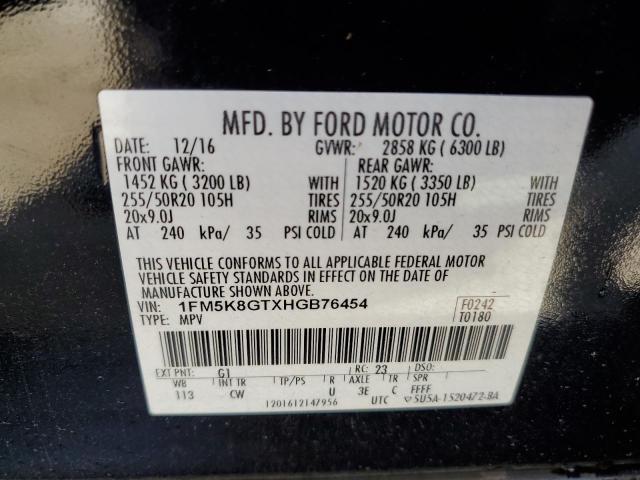 MFD. BY FORD MOTOR CO.
DATE: 12/16 GVWR: 2858 KG ( 6300 LB)
FRONT GAWR: REAR GAWR:
1452 KG ( 3200 LB) WITH 1520 KG ( 3350 LB) WITH
255/50R20 105H TIRES 255/50R20 105H TIRES
20x9.0J RIMS 20x9.0J RIMS
AT 240 kPa/ 35 PSI COLD AT 240 kPa/ 35 PSI COLD
THIS VEHICLE CONFORMS TO ALL APPLICABLE FEDERAL MOTOR
VEHICLE SAFETY STANDARDS IN EFFECT ON THE DATE OF
MANUFACTURE SHOWN ABOVE.
VIN: 1FM5K8GTXHGB76454 F0242
TYPE: MPV T0180
EXT PNT: G1 RC: 23 DSO:
WB INT TR TP/PS R AXLE TR SPR
113 CW U 3E C FFFF
1201612147956 UTC 5U5A-1520472-BA